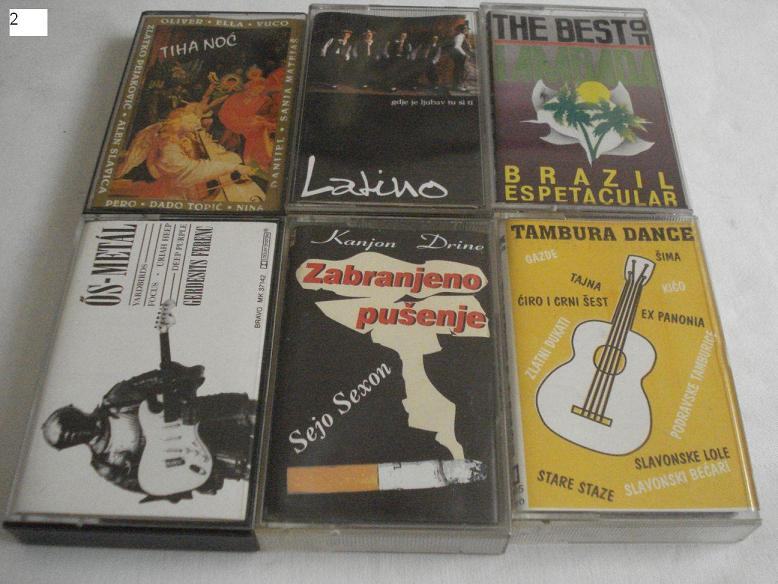 2
OLIVER • ELLA • VUCO
ZLATKO PEJAKOVIĆ • ALEN SLAVICA
TIHA NOĆ
DANIJEL • SANJA MATEJAŠ
PERO • DADO TOPIĆ • NINA
gdje je ljubav tu si ti
Latino
THE BEST OF
LAMBADA
BRAZIL
ESPETACULAR
ŐS-METÁL
YARDBIRDS
FOCUS • URIAH HEEP
DEEP PURPLE
GERDESITS FERENC
BRAVO MK 37142
Kanjon Drine
Zabranjeno
pušenje
Sejo Sexon
TAMBURA DANCE
GAZDE
ŠIMA
TAJNA
KIĆO
ĆIRO I CRNI ŠEST
EX PANONIA
ZLATNI DUKATI
PODRAVSKE TAMBURICE
SLAVONSKE LOLE
SLAVONSKI BEĆARI
STARE STAZE